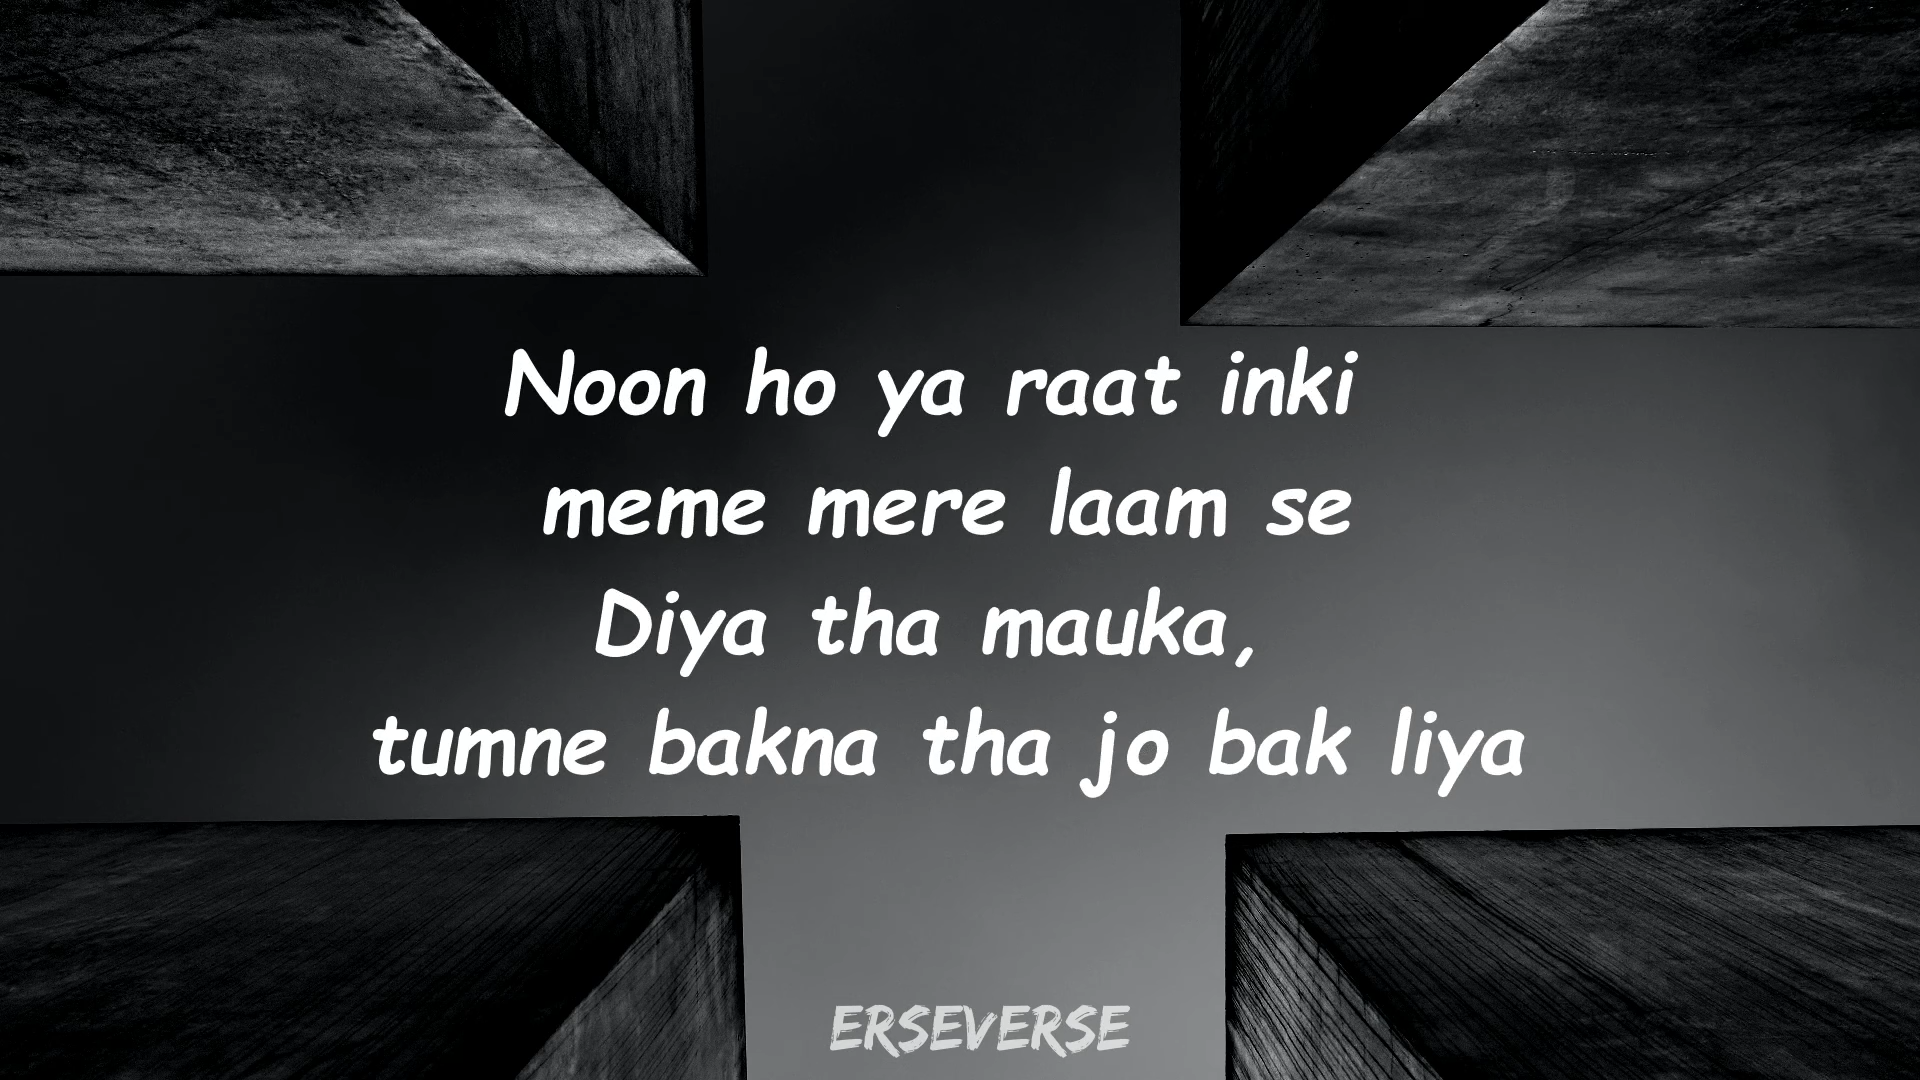 Noon ho ya raat inki
meme mere laam se
Diya tha mauka,
tumne bakna tha jo bak liya
ERSEVERSE